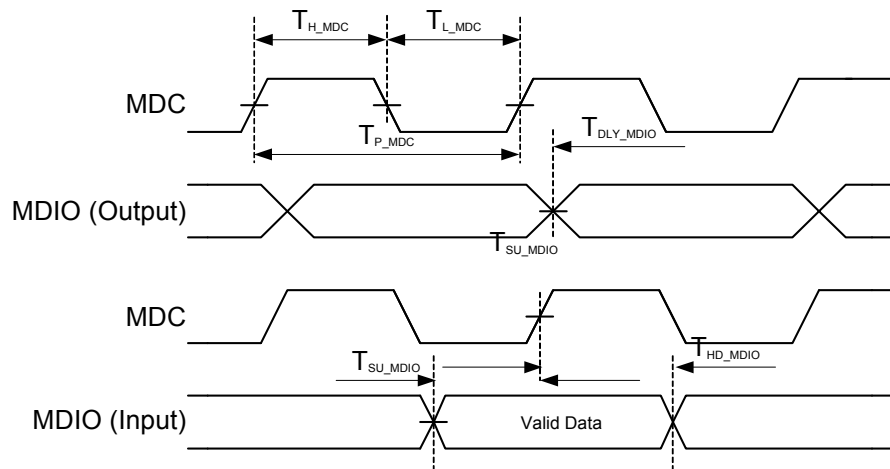 T_H_MDC T_L_MDC
MDC
T_P_MDC T_DLY_MDIO
MDIO (Output)
T_SU_MDIO
MDC
T_SU_MDIO T_HD_MDIO
MDIO (Input) Valid Data